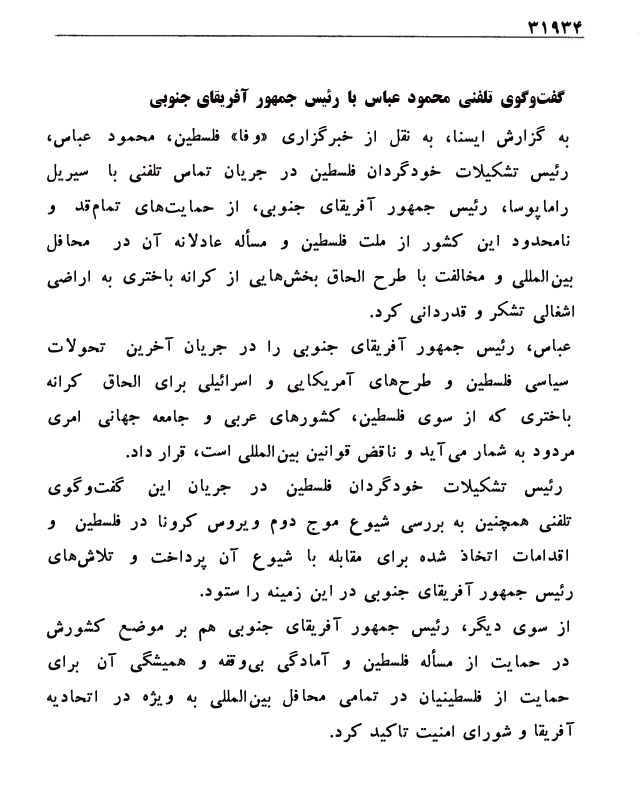 ۳۱۹۳۴
گفت‌وگوی تلفنی محمود عباس با رئیس جمهور آفریقای جنوبی
به گزارش ایسنا، به نقل از خبرگزاری «وفا» فلسطین، محمود عباس،
رئیس تشکیلات خودگردان فلسطین در جریان تماس تلفنی با سیریل
راماپوسا، رئیس جمهور آفریقای جنوبی، از حمایت‌های تمام‌قد و
نامحدود این کشور از ملت فلسطین و مسأله عادلانه آن در محافل
بین‌المللی و مخالفت با طرح الحاق بخش‌هایی از کرانه باختری به اراضی
اشغالی تشکر و قدردانی کرد.
عباس، رئیس جمهور آفریقای جنوبی را در جریان آخرین تحولات
سیاسی فلسطین و طرح‌های آمریکایی و اسرائیلی برای الحاق کرانه
باختری که از سوی فلسطین، کشورهای عربی و جامعه جهانی امری
مردود به شمار می‌آید و ناقض قوانین بین‌المللی است، قرار داد.
رئیس تشکیلات خودگردان فلسطین در جریان این گفت‌وگوی
تلفنی همچنین به بررسی شیوع موج دوم ویروس کرونا در فلسطین و
اقدامات اتخاذ شده برای مقابله با شیوع آن پرداخت و تلاش‌های
رئیس جمهور آفریقای جنوبی در این زمینه را ستود.
از سوی دیگر، رئیس جمهور آفریقای جنوبی هم بر موضع کشورش
در حمایت از مسأله فلسطین و آمادگی بی‌وقفه و همیشگی آن برای
حمایت از فلسطینیان در تمامی محافل بین‌المللی به ویژه در اتحادیه
آفریقا و شورای امنیت تاکید کرد.